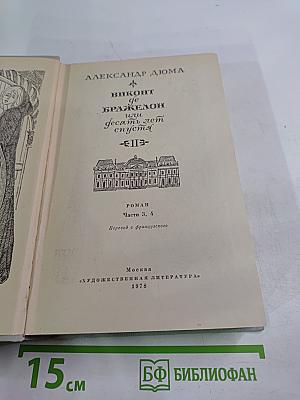 АЛЕКСАНДР ДЮМА
ВИКОНТ
де
БРАЖЕЛОН
или
десять лет
спустя
II
РОМАН
Части 3, 4
Перевод с французского
Москва
«ХУДОЖЕСТВЕННАЯ ЛИТЕРАТУРА»
1978
15 см
БФ БИБЛИОФАН